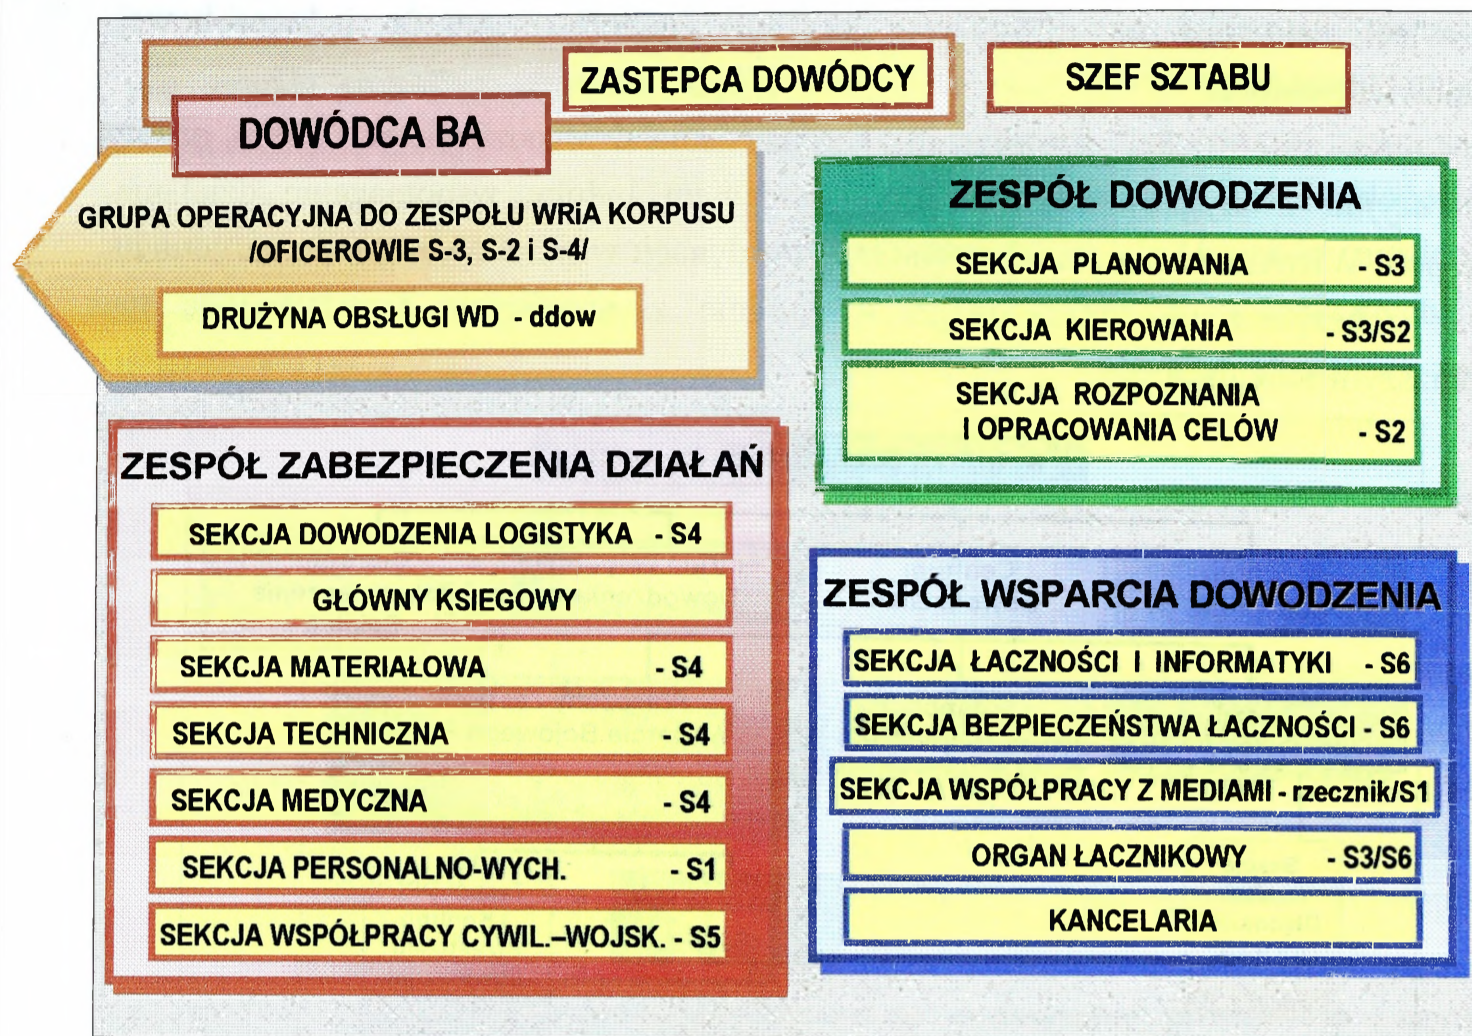 ZASTĘPCA DOWÓDCY
SZEF SZTABU
DOWÓDCA BA
GRUPA OPERACYJNA DO ZESPOŁU WRiA KORPUSU
/OFICEROWIE S-3, S-2 i S-4/
DRUŻYNA OBSŁUGI WD - ddow
ZESPÓŁ DOWODZENIA
SEKCJA PLANOWANIA - S3
SEKCJA KIEROWANIA - S3/S2
SEKCJA ROZPOZNANIA
I OPRACOWANIA CELÓW - S2
ZESPÓŁ ZABEZPIECZENIA DZIAŁAŃ
SEKCJA DOWODZENIA LOGISTYKA - S4
GŁÓWNY KSIEGOWY
SEKCJA MATERIAŁOWA - S4
SEKCJA TECHNICZNA - S4
SEKCJA MEDYCZNA - S4
SEKCJA PERSONALNO-WYCH. - S1
SEKCJA WSPÓŁPRACY CYWIL.–WOJSK. - S5
ZESPÓŁ WSPARCIA DOWODZENIA
SEKCJA ŁACZNOŚCI I INFORMATYKI - S6
SEKCJA BEZPIECZEŃSTWA ŁACZNOŚCI - S6
SEKCJA WSPÓŁPRACY Z MEDIAMI - rzecznik/S1
ORGAN ŁACZNIKOWY - S3/S6
KANCELARIA